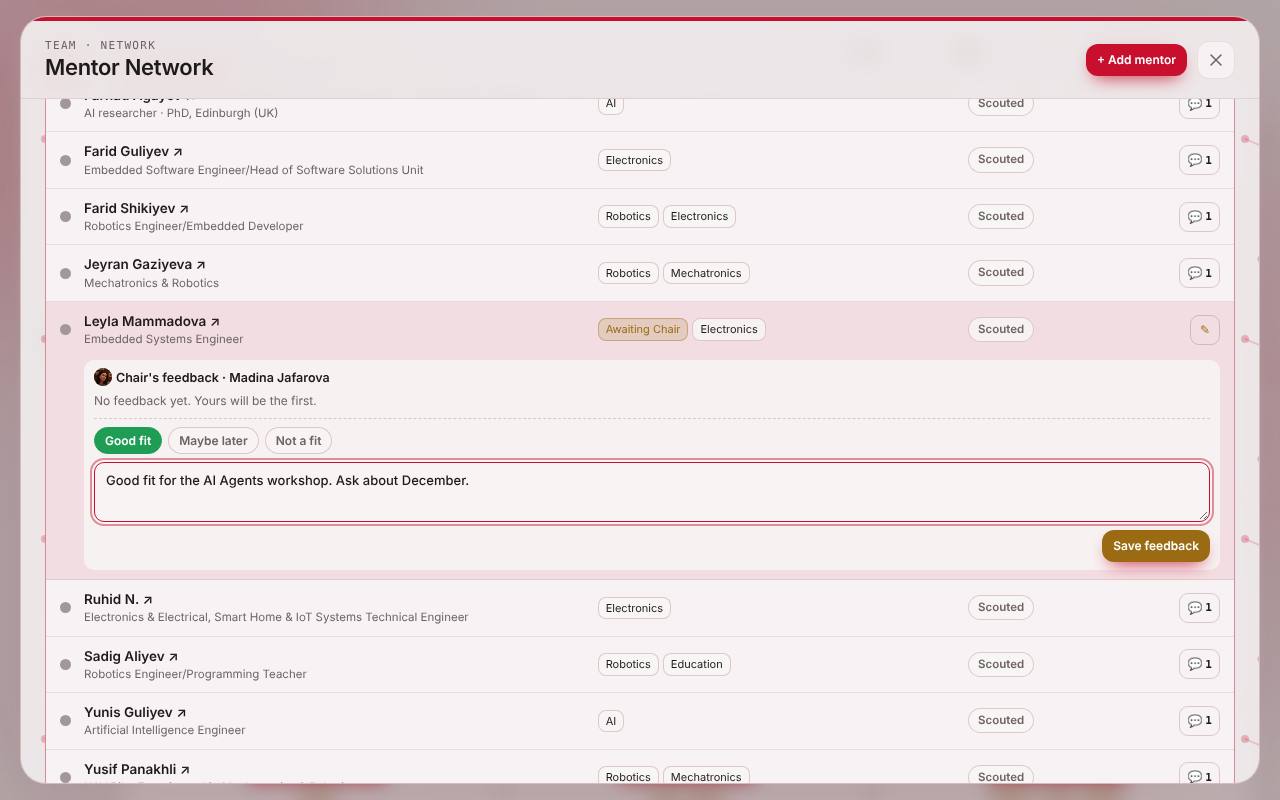 TEAM · NETWORK
Mentor Network
+ Add mentor
AI researcher · PhD, Edinburgh (UK)
AI
Scouted
1
Farid Guliyev ↗
Embedded Software Engineer/Head of Software Solutions Unit
Electronics
Scouted
1
Farid Shikiyev ↗
Robotics Engineer/Embedded Developer
Robotics
Electronics
Scouted
1
Jeyran Gaziyeva ↗
Mechatronics & Robotics
Robotics
Mechatronics
Scouted
1
Leyla Mammadova ↗
Embedded Systems Engineer
Awaiting Chair
Electronics
Scouted
Chair's feedback · Madina Jafarova
No feedback yet. Yours will be the first.
Good fit
Maybe later
Not a fit
Good fit for the AI Agents workshop. Ask about December.
Save feedback
Ruhid N. ↗
Electronics & Electrical, Smart Home & IoT Systems Technical Engineer
Electronics
Scouted
1
Sadig Aliyev ↗
Robotics Engineer/Programming Teacher
Robotics
Education
Scouted
1
Yunis Guliyev ↗
Artificial Intelligence Engineer
AI
Scouted
1
Yusif Panakhli ↗
Robotics
Mechatronics
Scouted
1